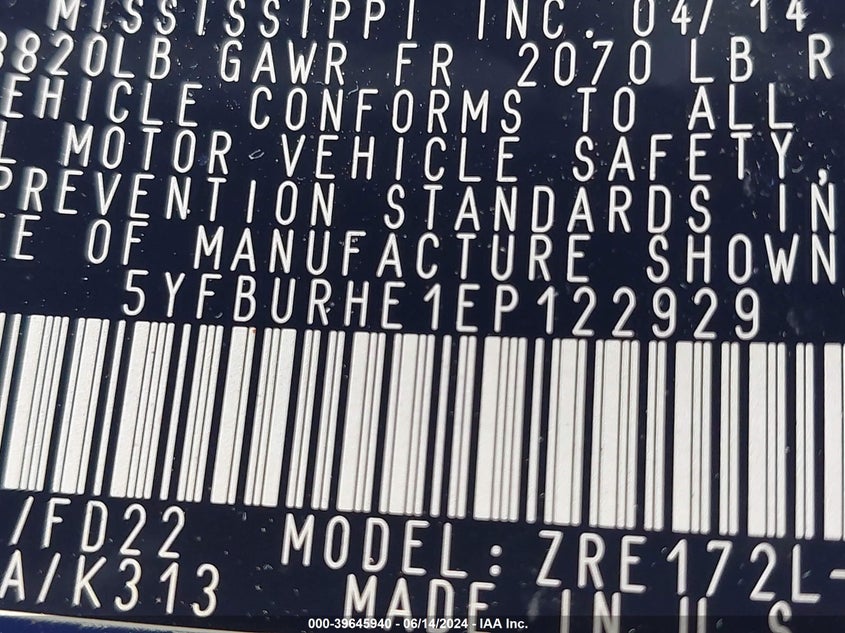 MISSISSIPPI INC. 04/ 14
3820LB GAWR FR 2070 LB R
EHICLE CONFORMS TO ALL
L MOTOR VEHICLE SAFETY,
PREVENTION STANDARDS IN
E OF MANUFACTURE SHOWN
5YFBURHE1EP122929
/FD22 MODEL: ZRE172L-
A/K313 MADE IN U.S
000-39645940 - 06/14/2024 - IAA Inc.